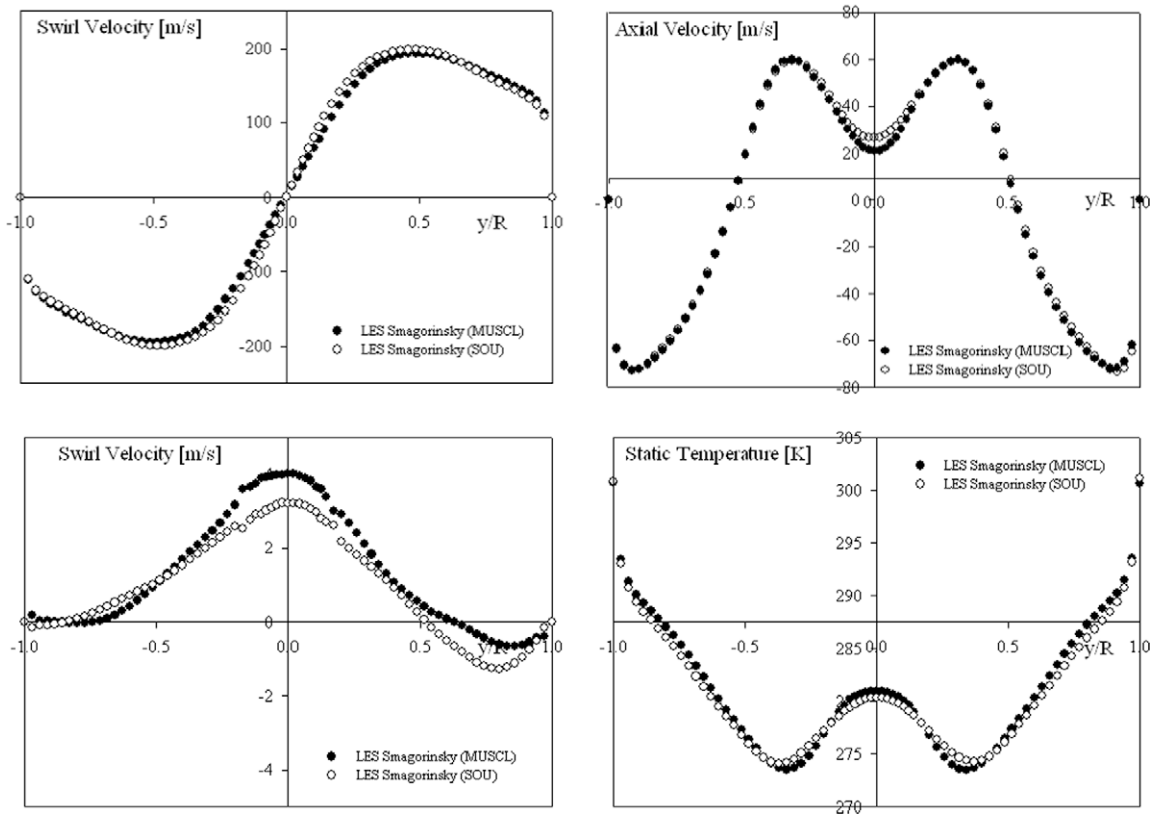 Swirl Velocity [m/s]
200
100
0
-1.0
-0.5
0.0
0.5
1.0
y/R
-100
-200
LES Smagorinsky (MUSCL)
LES Smagorinsky (SOU)
Axial Velocity [m/s]
80
60
40
20
-1.0
-0.5
0.0
0.5
1.0
y/R
-20
-40
-60
-80
LES Smagorinsky (MUSCL)
LES Smagorinsky (SOU)
Swirl Velocity [m/s]
4
2
0
-1.0
-0.5
0.0
0.5
1.0
y/R
-2
-4
LES Smagorinsky (MUSCL)
LES Smagorinsky (SOU)
Static Temperature [K]
305
LES Smagorinsky (MUSCL)
LES Smagorinsky (SOU)
300
295
290
-1.0
-0.5
285
0.5
1.0
y/R
275
270